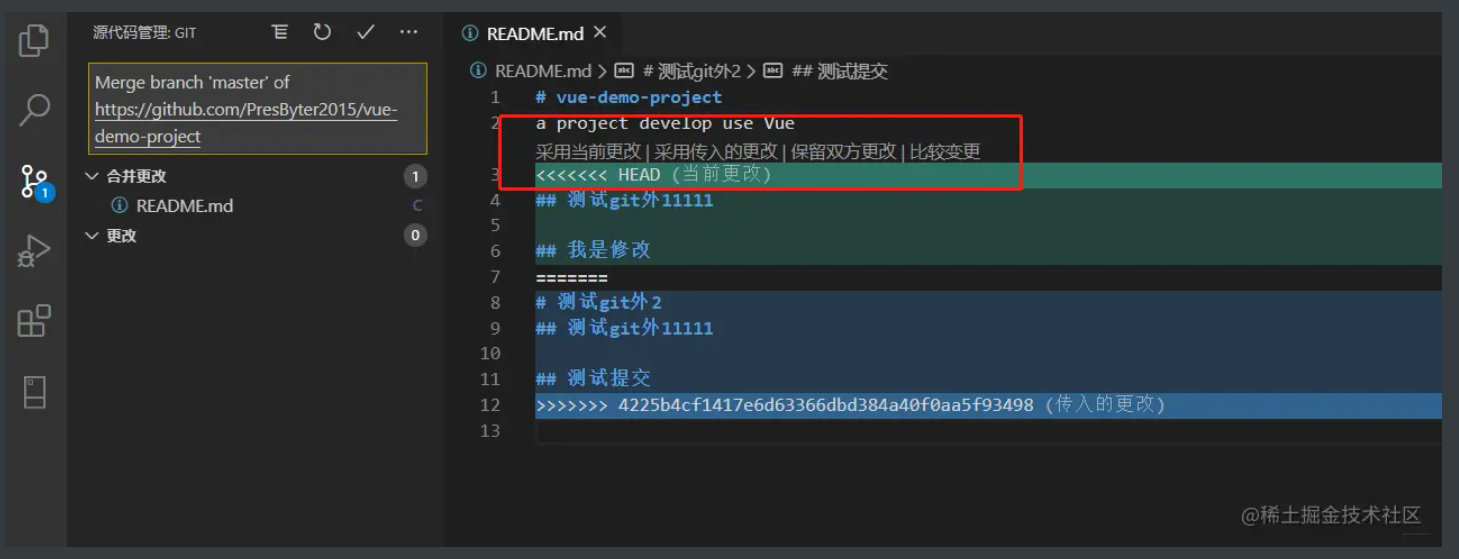 源代码管理: GIT
Merge branch 'master' of
https://github.com/PresByter2015/vue-
demo-project
合并更改 1
README.md C
更改 0
1
README.md
README.md > # 测试git外2 > ## 测试提交
1 # vue-demo-project
2 a project develop use Vue
采用当前更改 | 采用传入的更改 | 保留双方更改 | 比较变更
3 <<<<<<< HEAD (当前更改)
4 ## 测试git外11111
5
6 ## 我是修改
7 =======
8 # 测试git外2
9 ## 测试git外11111
10
11 ## 测试提交
12 >>>>>>> 4225b4cf1417e6d63366dbd384a40f0aa5f93498 (传入的更改)
13
@稀土掘金技术社区